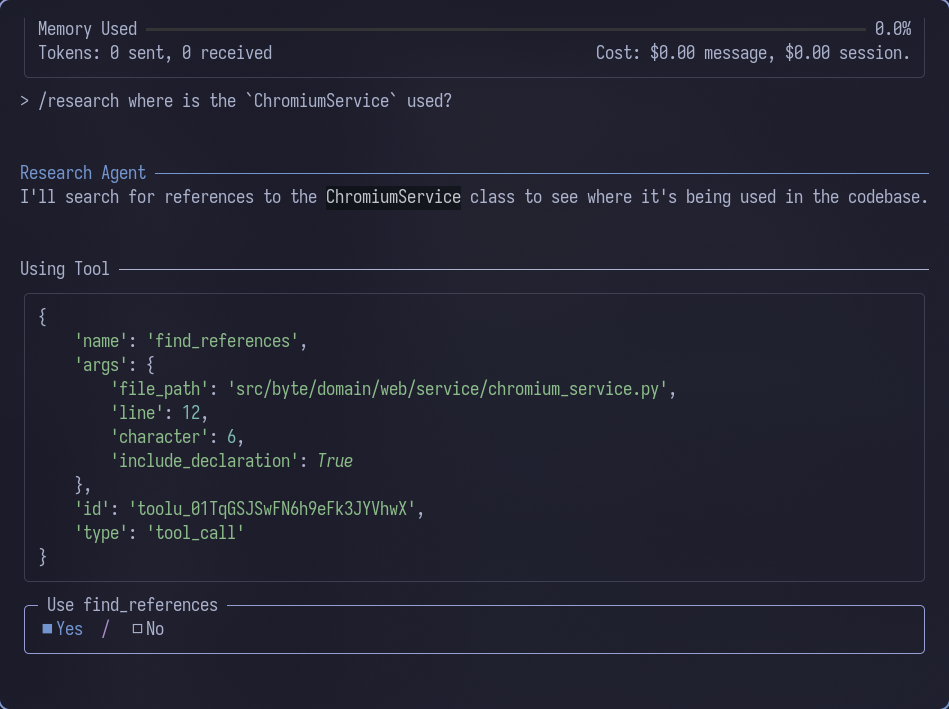 Memory Used 0.0%
Tokens: 0 sent, 0 received Cost: $0.00 message, $0.00 session.
> /research where is the `ChromiumService` used?
Research Agent
I'll search for references to the ChromiumService class to see where it's being used in the codebase.
Using Tool
{
    'name': 'find_references',
    'args': {
        'file_path': 'src/byte/domain/web/service/chromium_service.py',
        'line': 12,
        'character': 6,
        'include_declaration': True
    },
    'id': 'toolu_01TqGSJSwFN6h9eFk3JYVhwX',
    'type': 'tool_call'
}
Use find_references
■Yes / □No